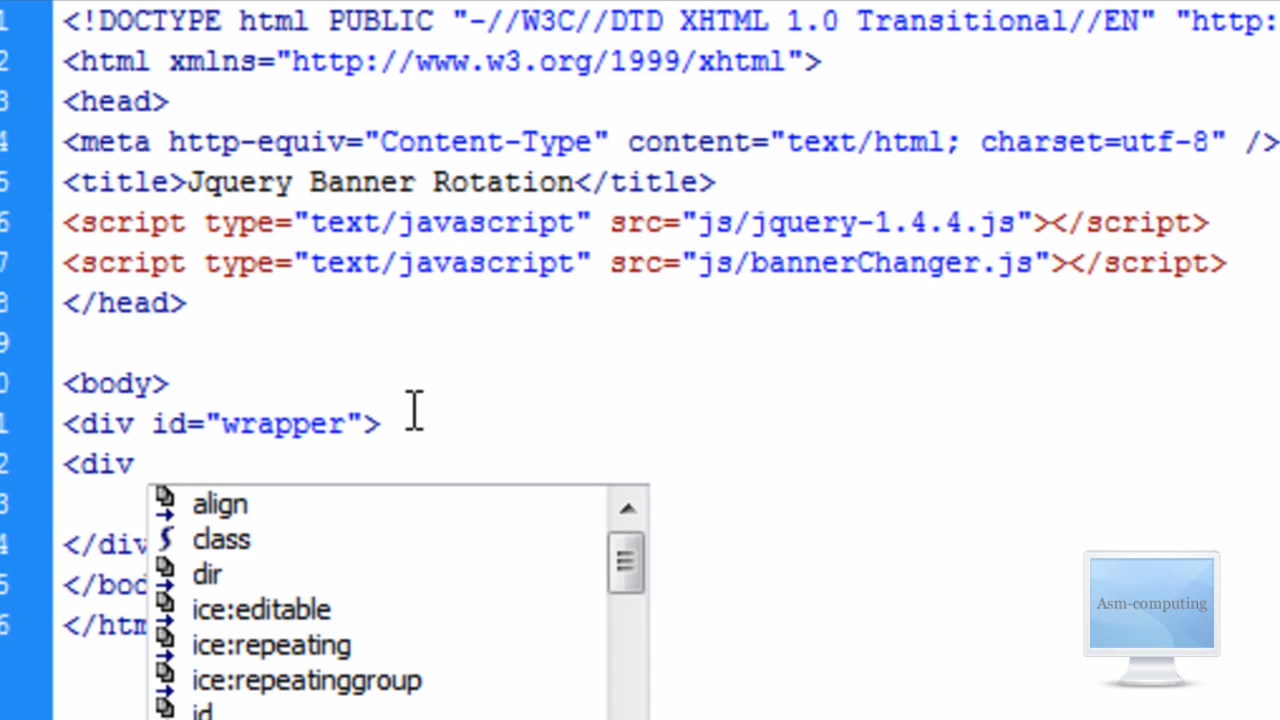 1 <!DOCTYPE html PUBLIC "-//W3C//DTD XHTML 1.0 Transitional//EN" "http:
2 <html xmlns="http://www.w3.org/1999/xhtml">
3 <head>
4 <meta http-equiv="Content-Type" content="text/html; charset=utf-8" />
5 <title>Jquery Banner Rotation</title>
6 <script type="text/javascript" src="js/jquery-1.4.4.js"></script>
7 <script type="text/javascript" src="js/bannerChanger.js"></script>
8 </head>
9
0 <body>
1 <div id="wrapper">
2 <div
3
4 </div
5 </bod
6 </htm
align
class
dir
ice:editable
ice:repeating
ice:repeatinggroup
id
Asm-computing